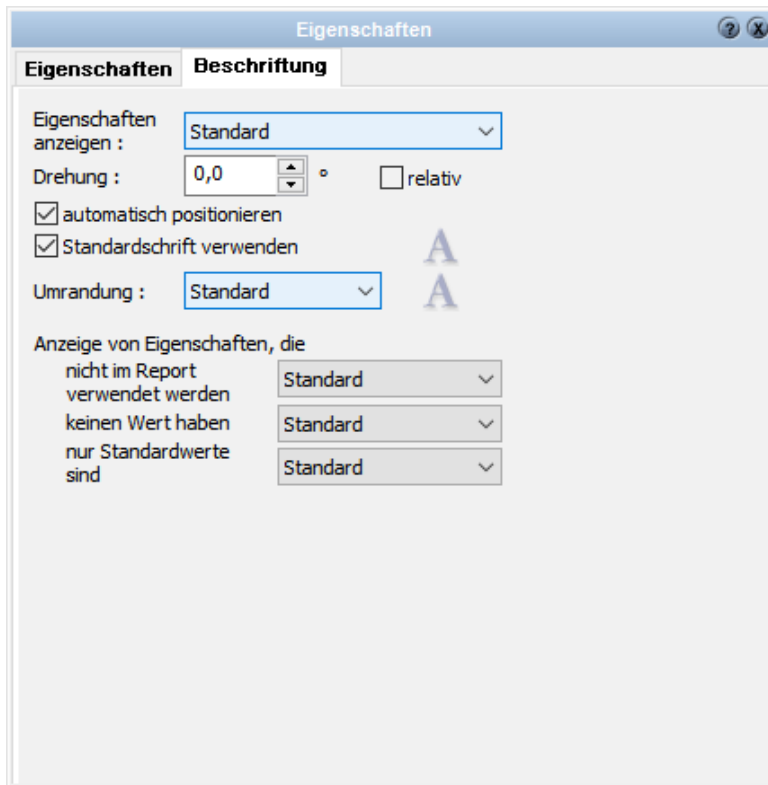 Eigenschaften
Eigenschaften Beschriftung
Eigenschaften
anzeigen :
Standard
Drehung : 0,0 ° relativ
automatisch positionieren
Standardschrift verwenden A
Umrandung : Standard A
Anzeige von Eigenschaften, die
nicht im Report
verwendet werden
Standard
keinen Wert haben Standard
nur Standardwerte
sind
Standard